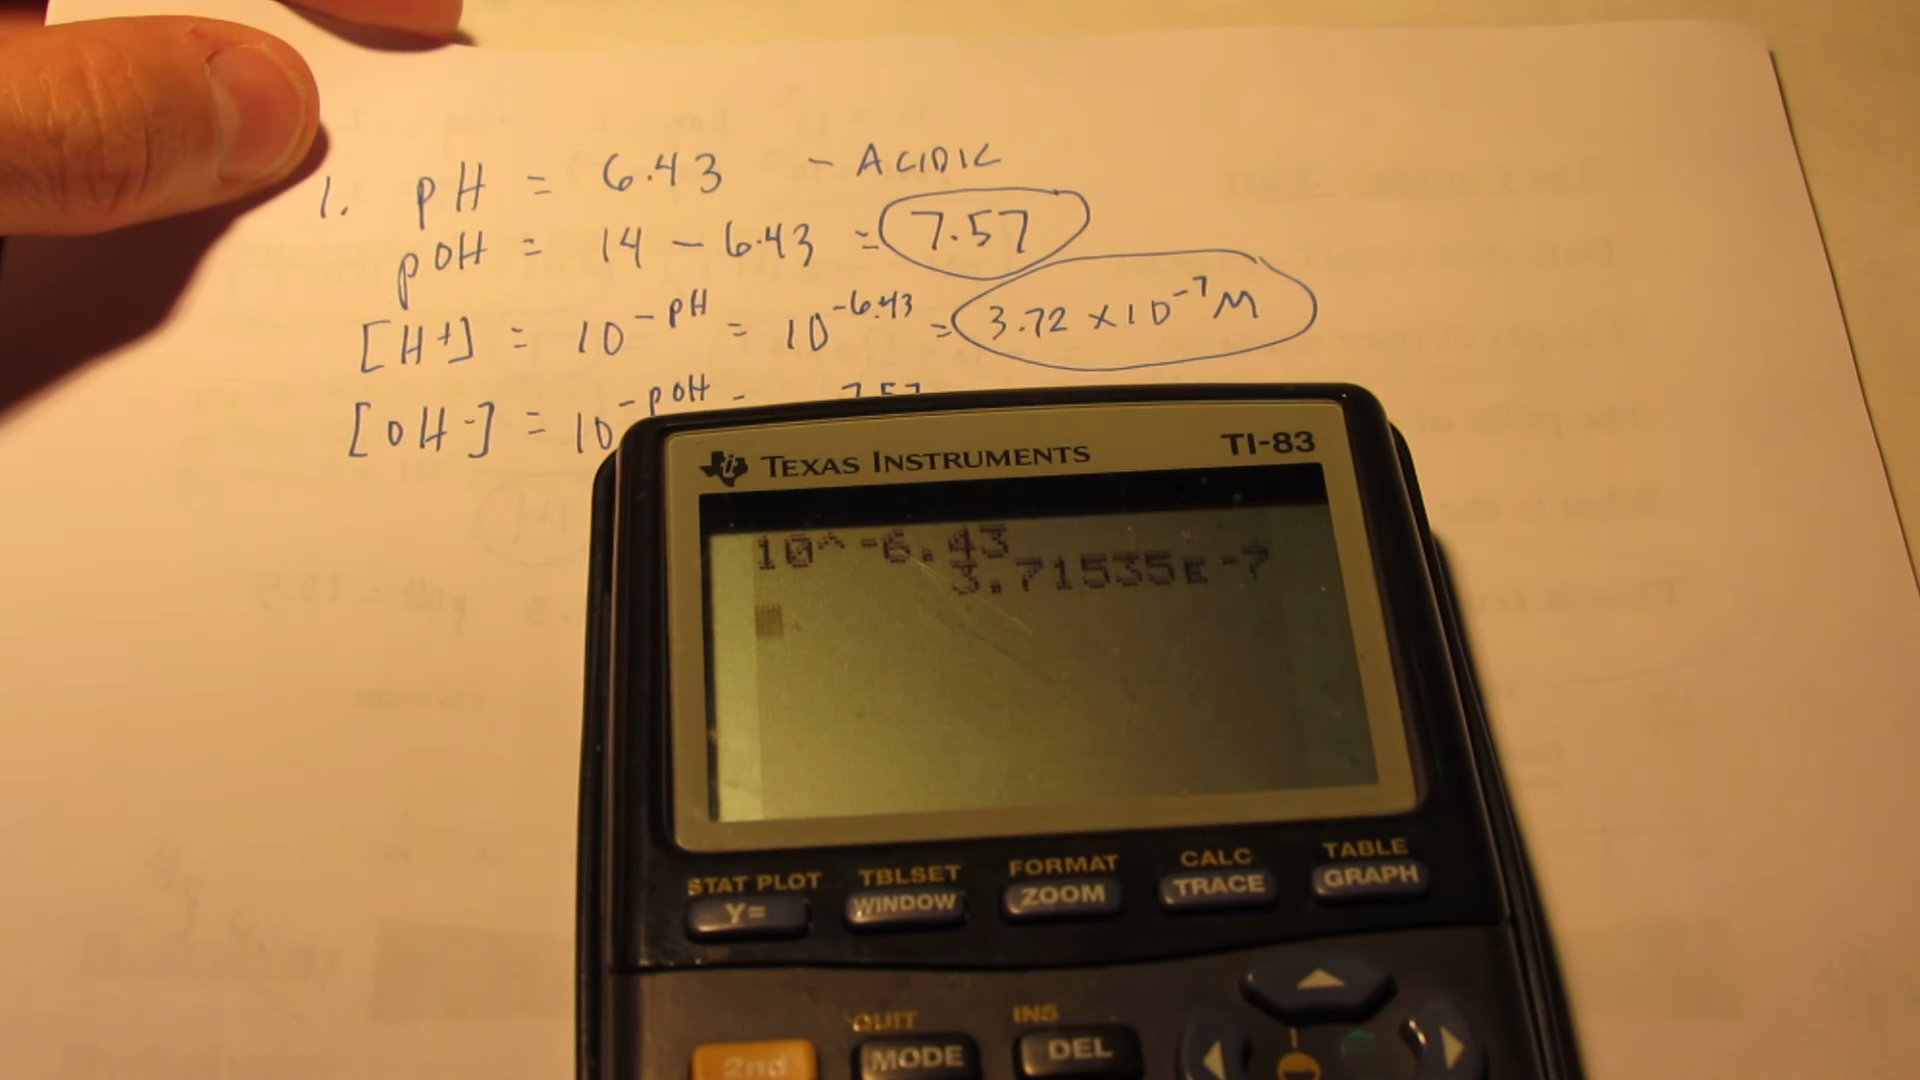 1. pH = 6.43 - ACIDIC
pOH = 14 - 6.43 = 7.57
[H+] = 10^-pH = 10^-6.43 = 3.72 x 10^-7 M
[OH-] = 10^-pOH = 7.57
TEXAS INSTRUMENTS TI-83
10^-6.43
3.71535E-7
STAT PLOT TBLSET FORMAT CALC TABLE
Y= WINDOW ZOOM TRACE GRAPH
QUIT INS
2nd MODE DEL